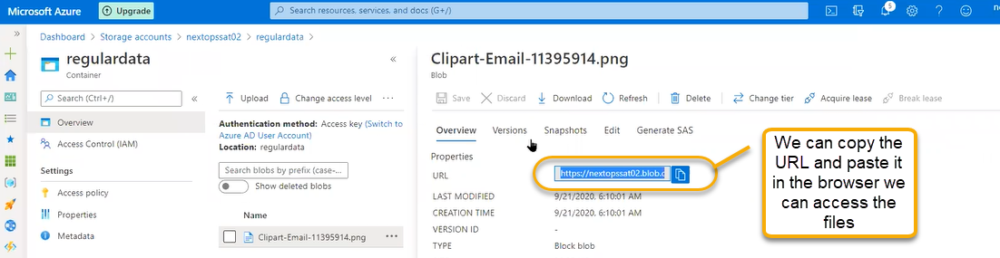 Microsoft Azure
Upgrade
Search resources, services, and docs (G+/)
5
Dashboard > Storage accounts > nextopssat02 > regulardata >
regulardata
Container
Search (Ctrl+/)
Overview
Access Control (IAM)
Settings
Access policy
Properties
Metadata
Upload
Change access level
Authentication method: Access key (Switch to
Azure AD User Account)
Location: regulardata
Search blobs by prefix (case-...
Show deleted blobs
Name
Clipart-Email-11395914.png
Clipart-Email-11395914.png
Blob
Save
Discard
Download
Refresh
Delete
Change tier
Acquire lease
Break lease
Overview
Versions
Snapshots
Edit
Generate SAS
Properties
URL
https://nextopssat02.blob.c
LAST MODIFIED
9/21/2020, 6:10:01 AM
CREATION TIME
9/21/2020, 6:10:01 AM
VERSION ID
-
TYPE
Block blob
We can copy the
URL and paste it
in the browser we
can access the
files